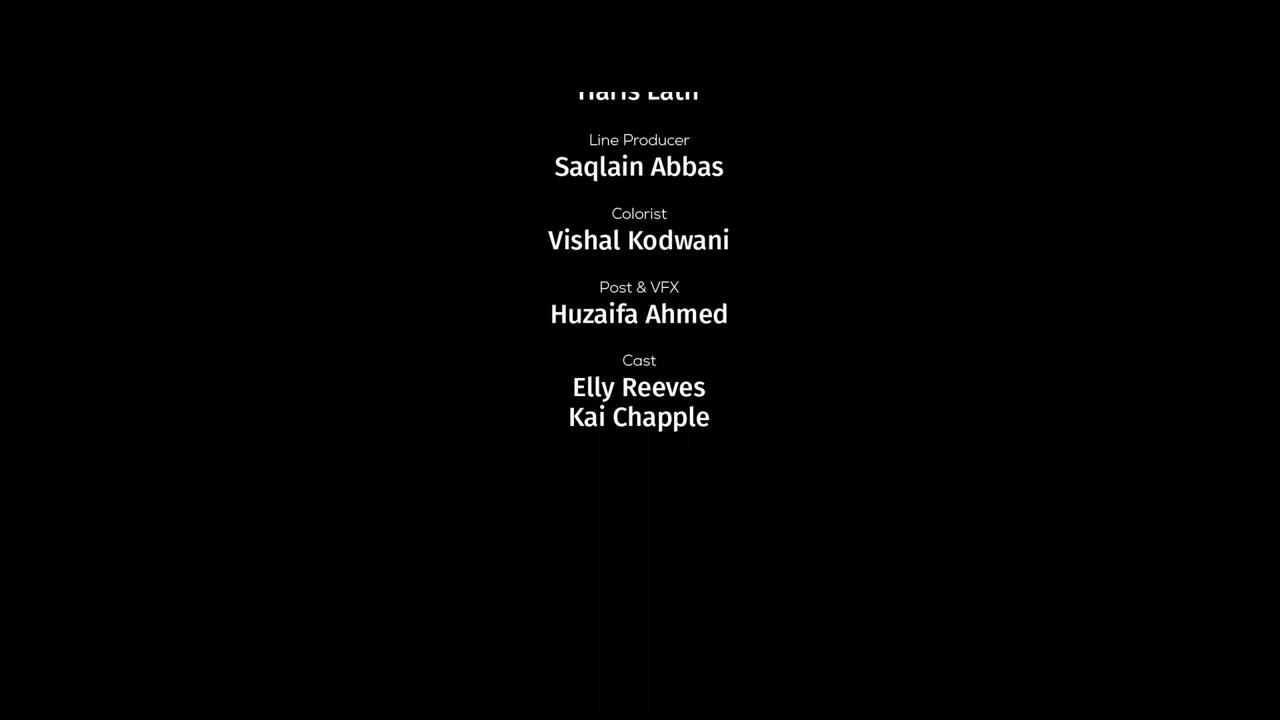 Line Producer
Saqlain Abbas
Colorist
Vishal Kodwani
Post & VFX
Huzaifa Ahmed
Cast
Elly Reeves
Kai Chapple